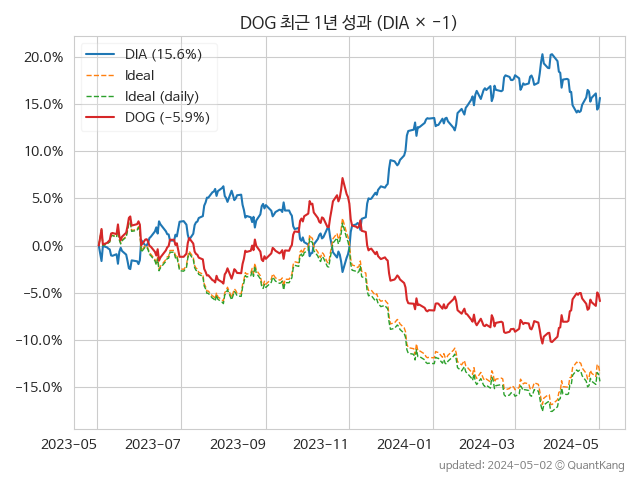 DOG 최근 1년 성과 (DIA × −1)
20.0%
15.0%
10.0%
5.0%
0.0%
−5.0%
−10.0%
−15.0%
DIA (15.6%)
Ideal
Ideal (daily)
DOG (−5.9%)
2023−05 2023−07 2023−09 2023−11 2024−01 2024−03 2024−05
updated: 2024-05-02 © QuantKang